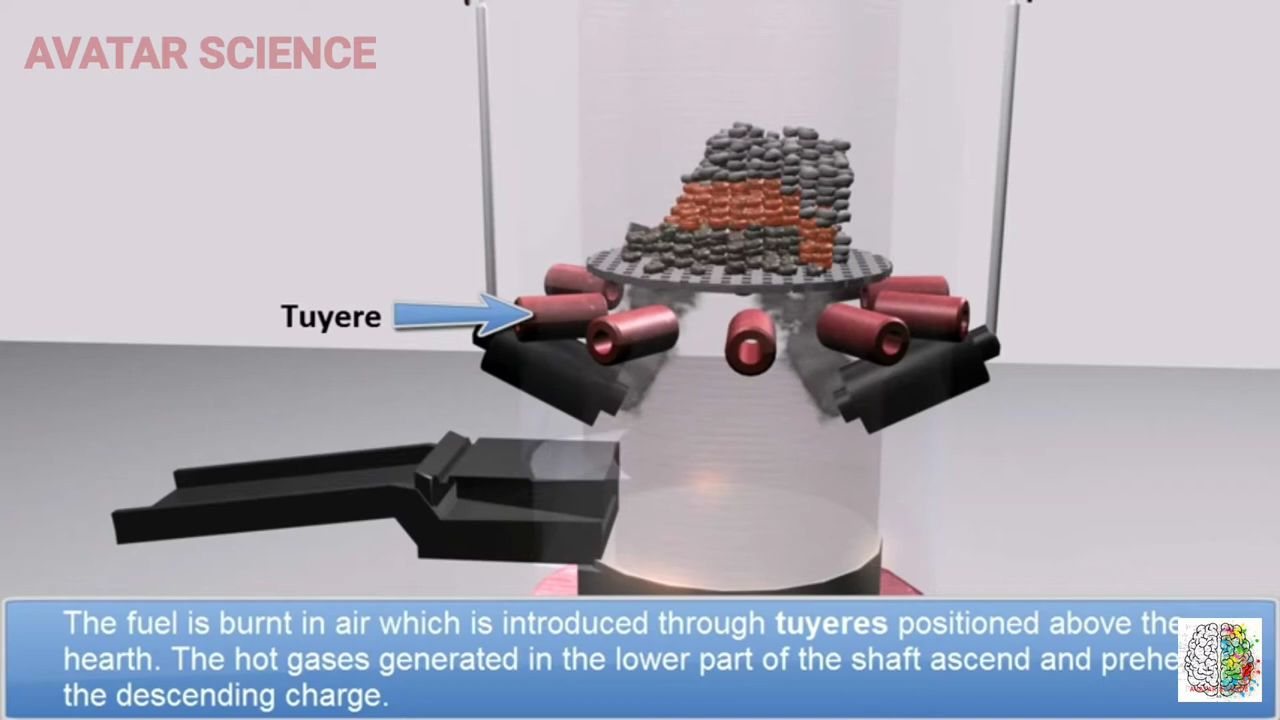 AVATAR SCIENCE
Tuyere
The fuel is burnt in air which is introduced through tuyeres positioned above the
hearth. The hot gases generated in the lower part of the shaft ascend and prehe
the descending charge.